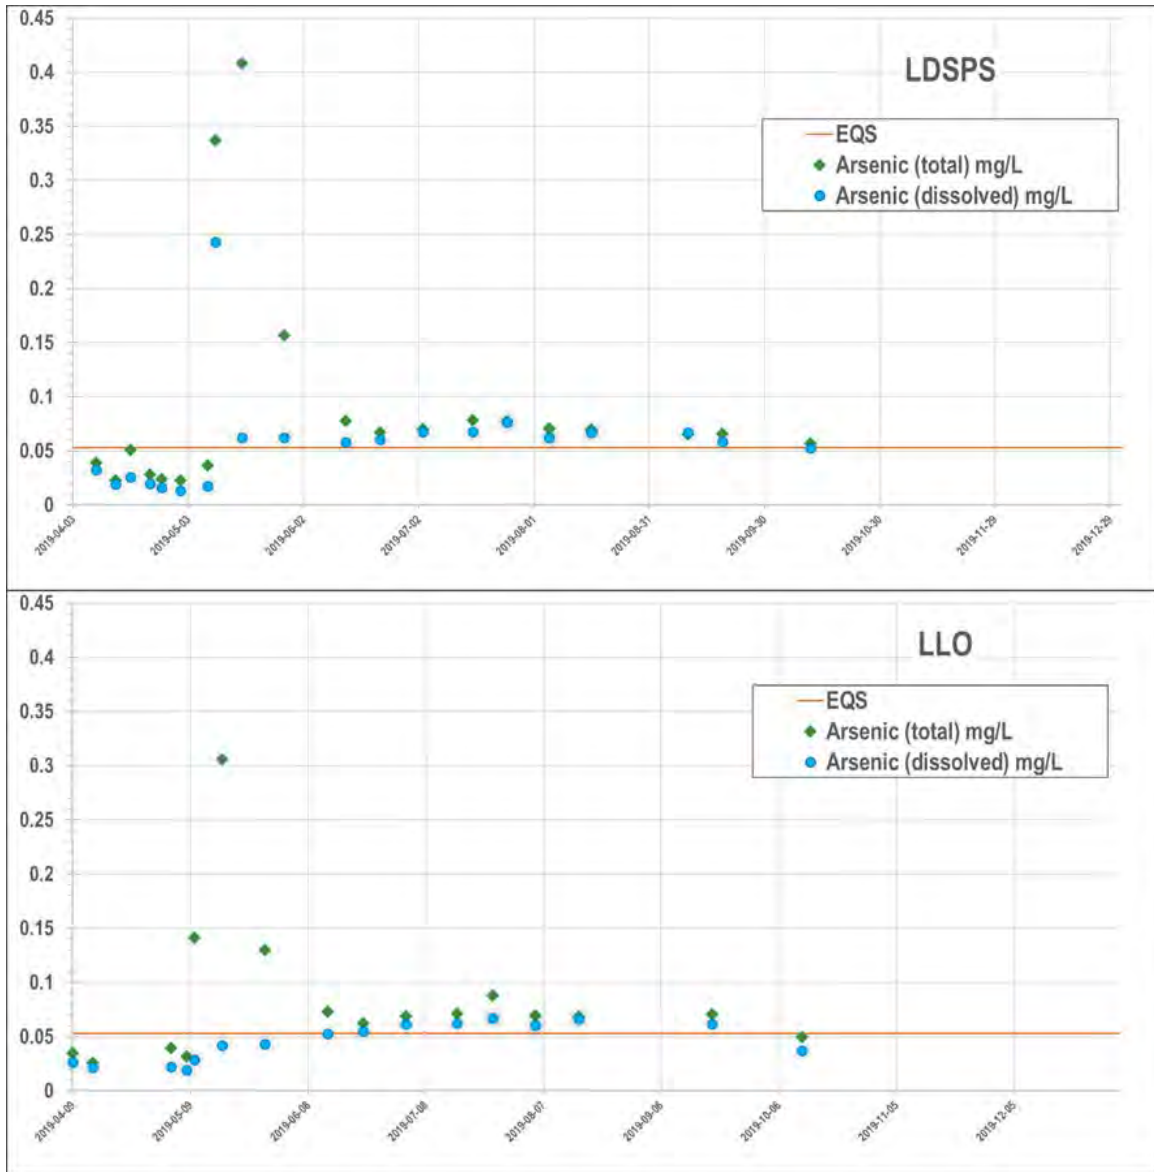 0.45
LDSPS
0.4
0.35
EQS
Arsenic (total) mg/L
Arsenic (dissolved) mg/L
0.3
0.25
0.2
0.15
0.1
0.05
0
2019-04-03 2019-05-03 2019-06-02 2019-07-02 2019-08-01 2019-08-31 2019-09-30 2019-10-30 2019-11-29 2019-12-29
0.45
LLO
0.4
0.35
EQS
Arsenic (total) mg/L
Arsenic (dissolved) mg/L
0.3
0.25
0.2
0.15
0.1
0.05
0
2019-04-09 2019-05-09 2019-06-08 2019-07-08 2019-08-07 2019-09-06 2019-10-06 2019-11-05 2019-12-05